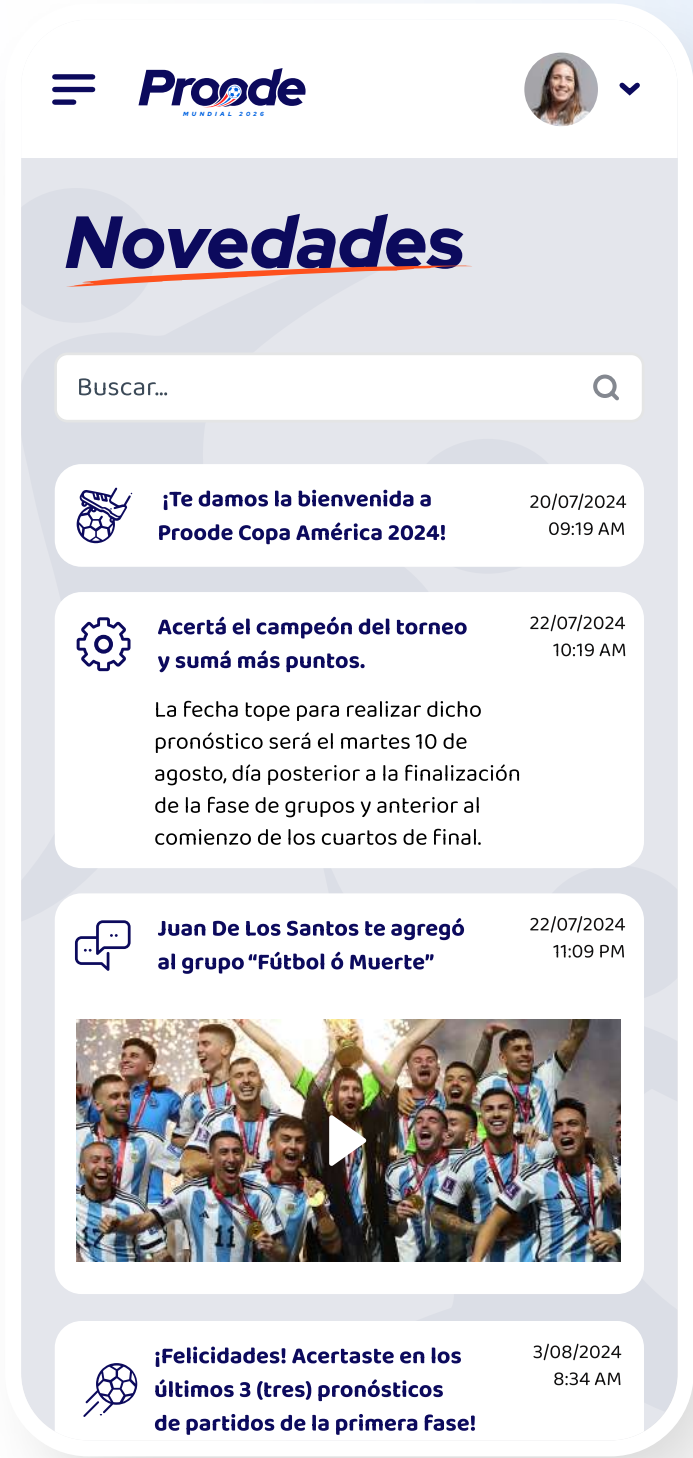 Proode
MUNDIAL 2026
Novedades
Buscar...
¡Te damos la bienvenida a
Proode Copa América 2024!
20/07/2024
09:19 AM
Acertá el campeón del torneo
y sumá más puntos.
22/07/2024
10:19 AM
La fecha tope para realizar dicho
pronóstico será el martes 10 de
agosto, día posterior a la finalización
de la fase de grupos y anterior al
comienzo de los cuartos de final.
Juan De Los Santos te agregó
al grupo “Fútbol ó Muerte”
22/07/2024
11:09 PM
17
11
¡Felicidades! Acertaste en los
últimos 3 (tres) pronósticos
de partidos de la primera fase!
3/08/2024
8:34 AM